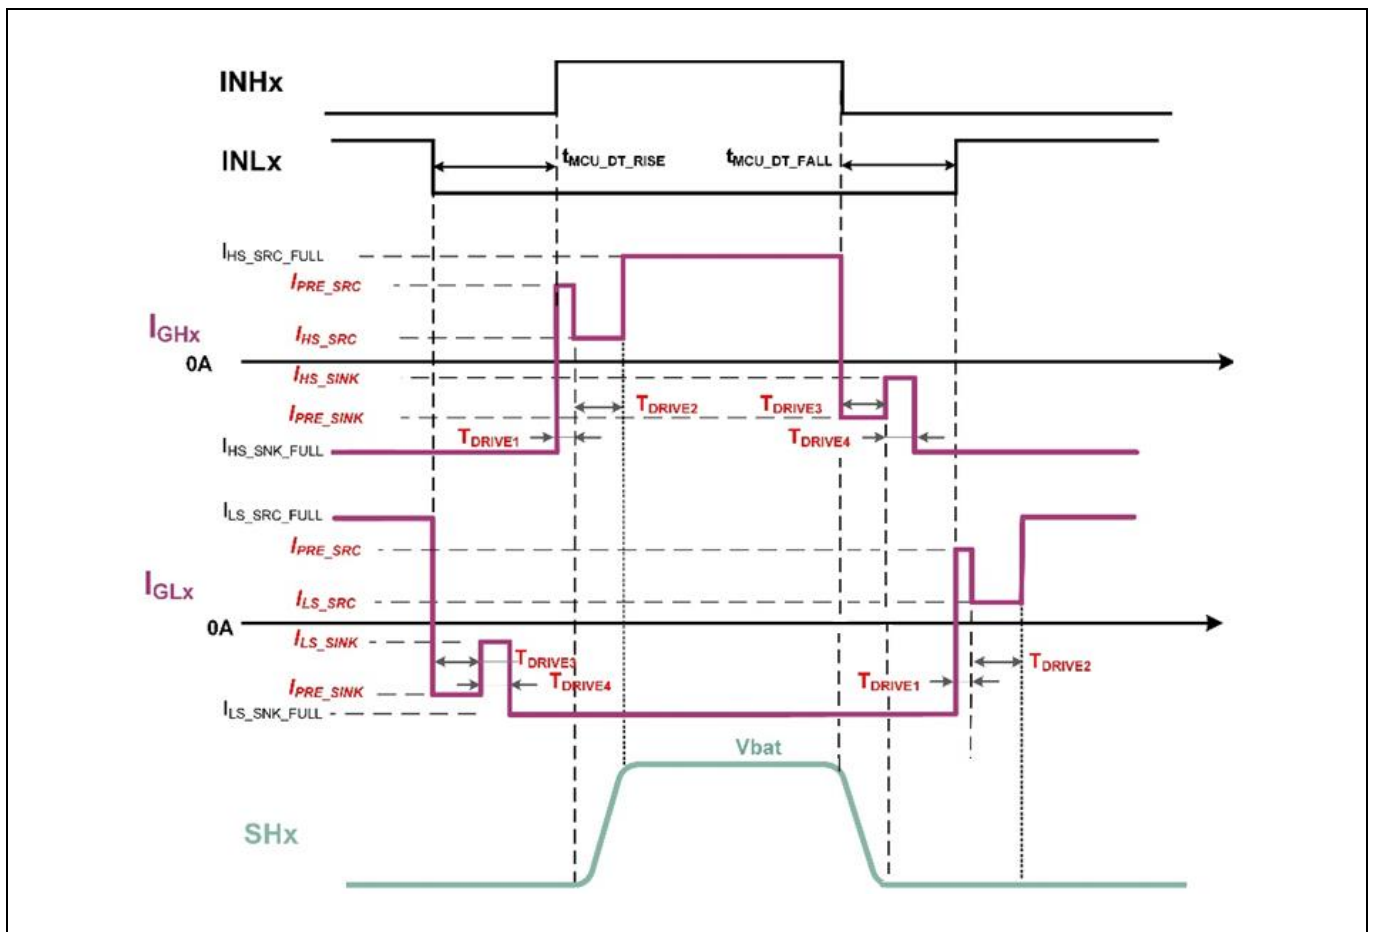 INHx
INLx
tMCU_DT_RISE
tMCU_DT_FALL
IHS_SRC_FULL
IPRE_SRC
IGHx
IHS_SRC
0A
IHS_SINK
IPRE_SINK
TDRIVE2
TDRIVE3
TDRIVE1
TDRIVE4
IHS_SNK_FULL
ILS_SRC_FULL
IPRE_SRC
IGLx
ILS_SRC
0A
ILS_SINK
TDRIVE3
TDRIVE2
IPRE_SINK
TDRIVE4
TDRIVE1
ILS_SNK_FULL
Vbat
SHx